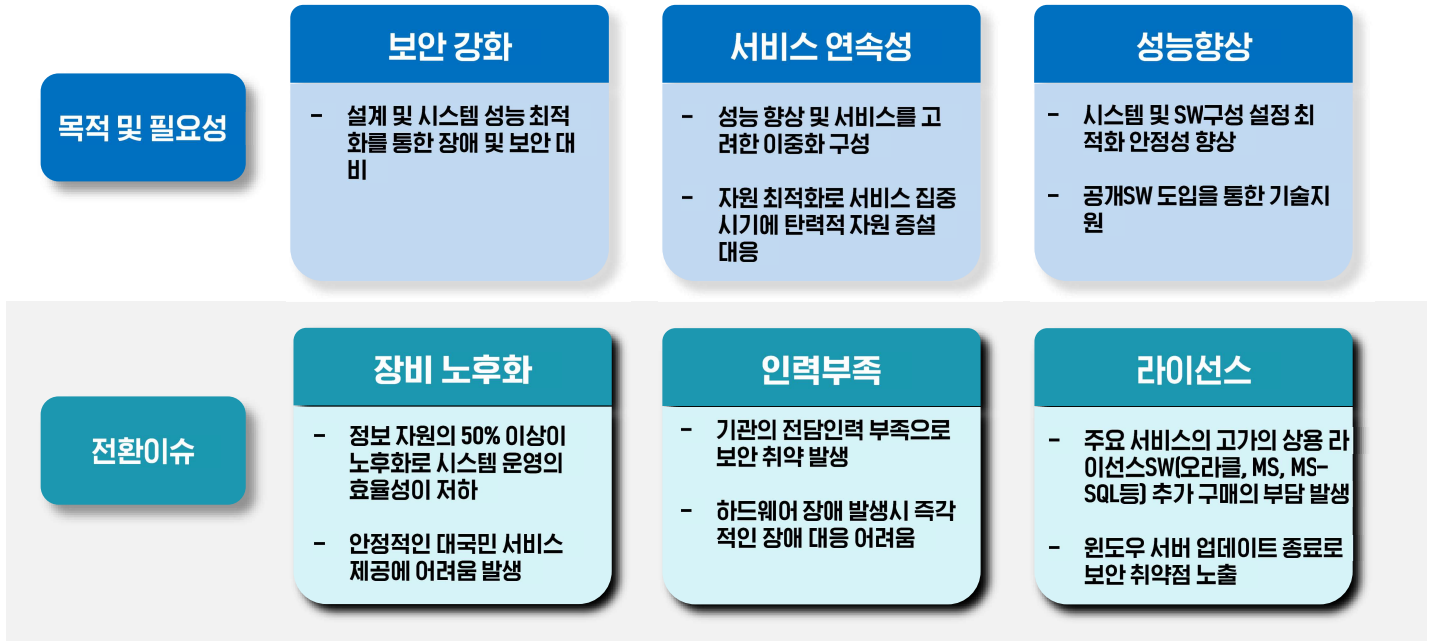 목적 및 필요성
보안 강화
- 설계 및 시스템 성능 최적
화를 통한 장애 및 보안 대
비
서비스 연속성
- 성능 향상 및 서비스를 고
려한 이중화 구성
- 자원 최적화로 서비스 집중
시기에 탄력적 자원 증설
대응
성능향상
- 시스템 및 SW구성 설정 최
적화 안정성 향상
- 공개SW 도입을 통한 기술지
원
전환이슈
장비 노후화
- 정보 자원의 50% 이상이
노후화로 시스템 운영의
효율성이 저하
- 안정적인 대국민 서비스
제공에 어려움 발생
인력부족
- 기관의 전담인력 부족으로
보안 취약 발생
- 하드웨어 장애 발생시 즉각
적인 장애 대응 어려움
라이선스
- 주요 서비스의 고가의 상용 라
이선스SW(오라클, MS, MS-
SQL등) 추가 구매의 부담 발생
- 윈도우 서버 업데이트 종료로
보안 취약점 노출